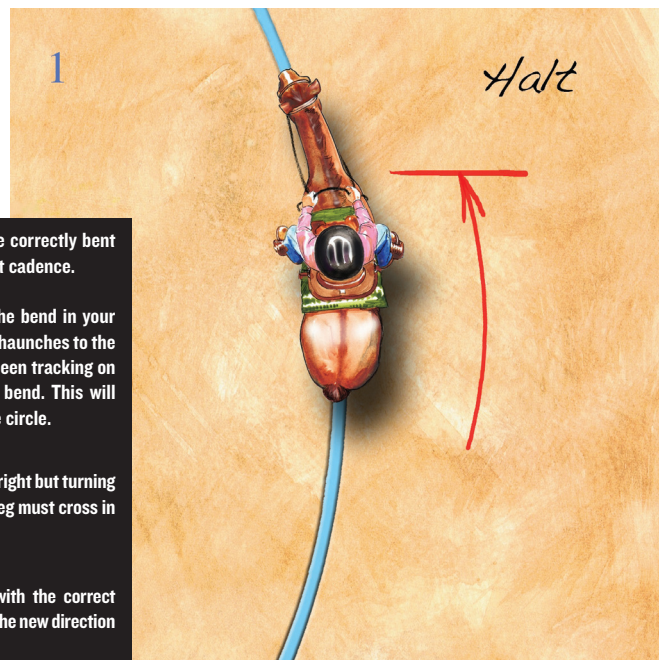 1
Halt
e correctly bent
t cadence.
he bend in your
haunches to the
een tracking on
bend. This will
e circle.
right but turning
eg must cross in
with the correct
he new direction